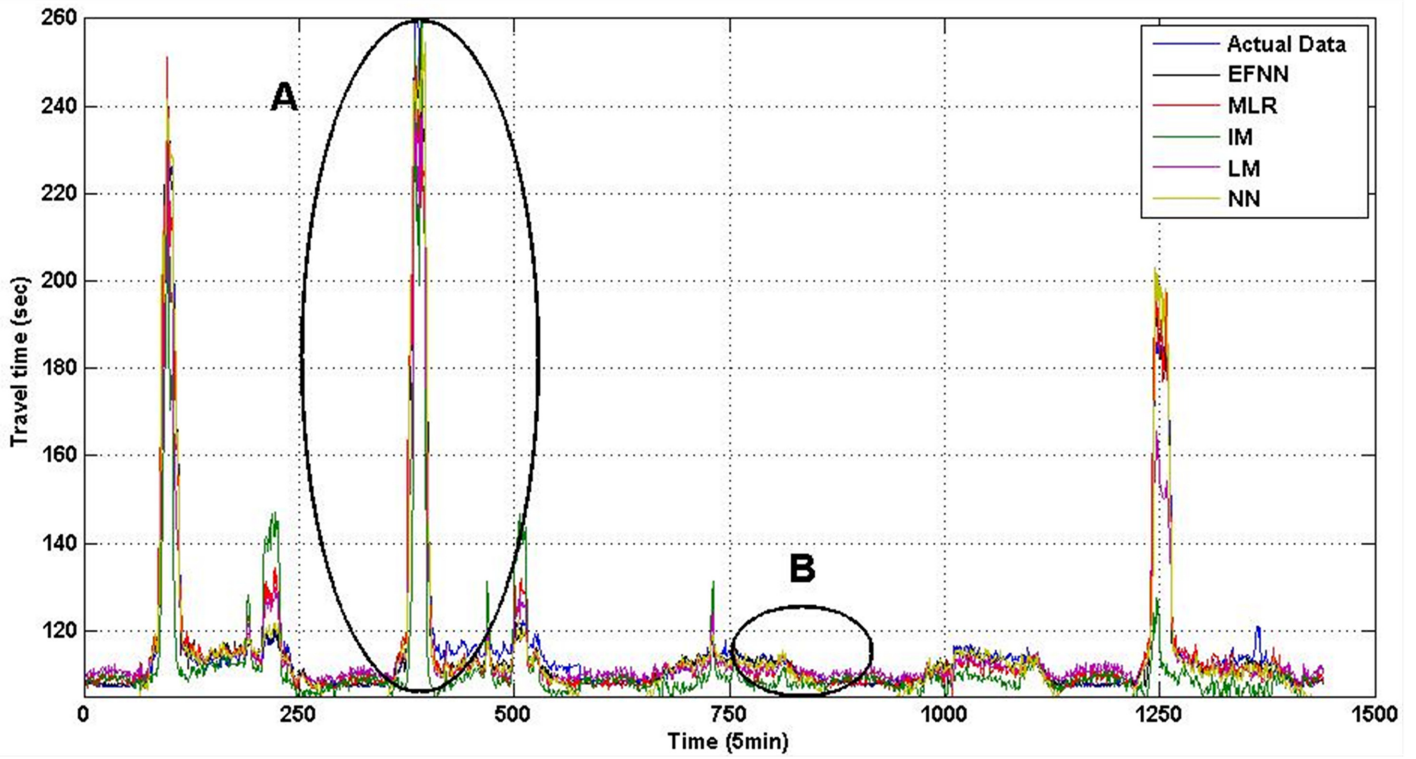 260
240
220
200
180
160
140
120
Travel time (sec)
A
B
Actual Data
EFNN
MLR
IM
LM
NN
0 250 500 750 1000 1250 1500
Time (5min)